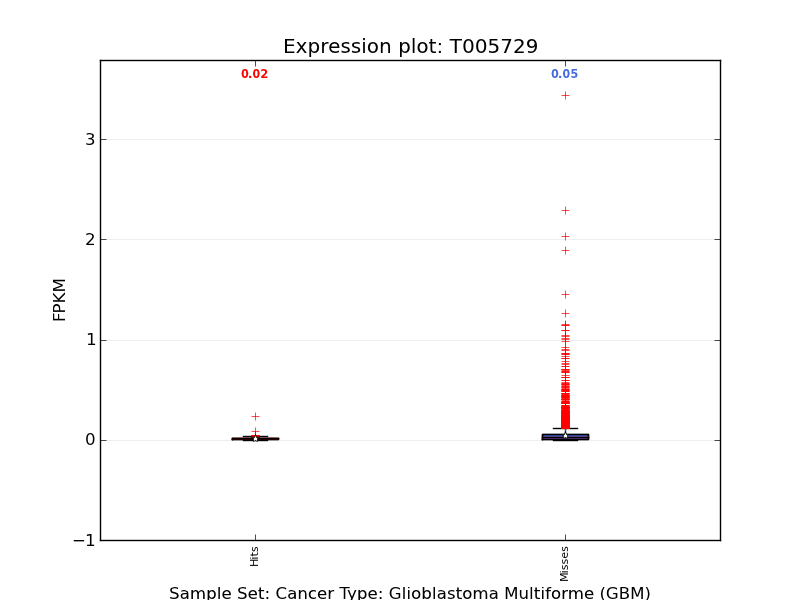 Expression plot: T005729
0.02
0.05
3
2
1
0
−1
FPKM
Hits
Misses
Sample Set: Cancer Type: Glioblastoma Multiforme (GBM)